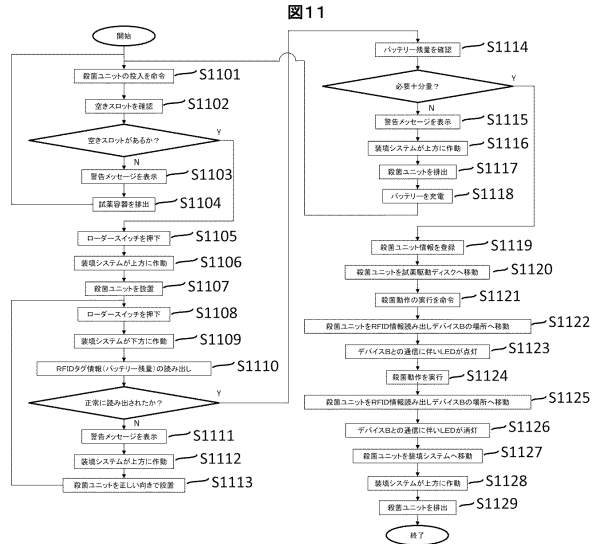 図11
開始
殺菌ユニットの投入を命令 S1101
空きスロットを確認 S1102
空きスロットがあるか?
Y
N
警告メッセージを表示 S1103
試薬容器を排出 S1104
ローダースイッチを押下 S1105
装填システムが上方に作動 S1106
殺菌ユニットを設置 S1107
ローダースイッチを押下 S1108
装填システムが下方に作動 S1109
RFIDタグ情報(バッテリー残量)の読み出し S1110
正常に読み出されたか?
Y
N
警告メッセージを表示 S1111
装填システムが上方に作動 S1112
殺菌ユニットを正しい向きで設置 S1113
バッテリー残量を確認 S1114
必要十分量?
Y
N
警告メッセージを表示 S1115
装填システムが上方に作動 S1116
殺菌ユニットを排出 S1117
バッテリーを充電 S1118
殺菌ユニット情報を登録 S1119
殺菌ユニットを試薬駆動ディスクへ移動 S1120
殺菌動作の実行を命令 S1121
殺菌ユニットをRFID情報読み出しデバイスBの場所へ移動 S1122
デバイスBとの通信に伴いLEDが点灯 S1123
殺菌動作を実行 S1124
殺菌ユニットをRFID情報読み出しデバイスBの場所へ移動 S1125
デバイスBとの通信に伴いLEDが消灯 S1126
殺菌ユニットを装填システムへ移動 S1127
装填システムが上方に作動 S1128
殺菌ユニットを排出 S1129
終了